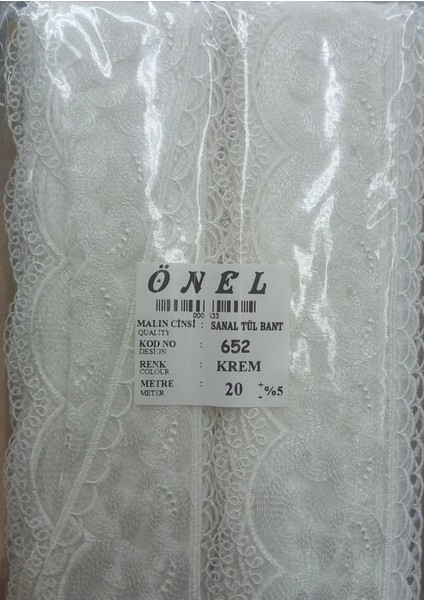 ÖNEL
MALIN CİNSİ : SANAL TÜL BANT
QUALITY
KOD NO : 652
DESIGN
RENK : KREM
COLOUR
METRE : 20 + - %5
METER